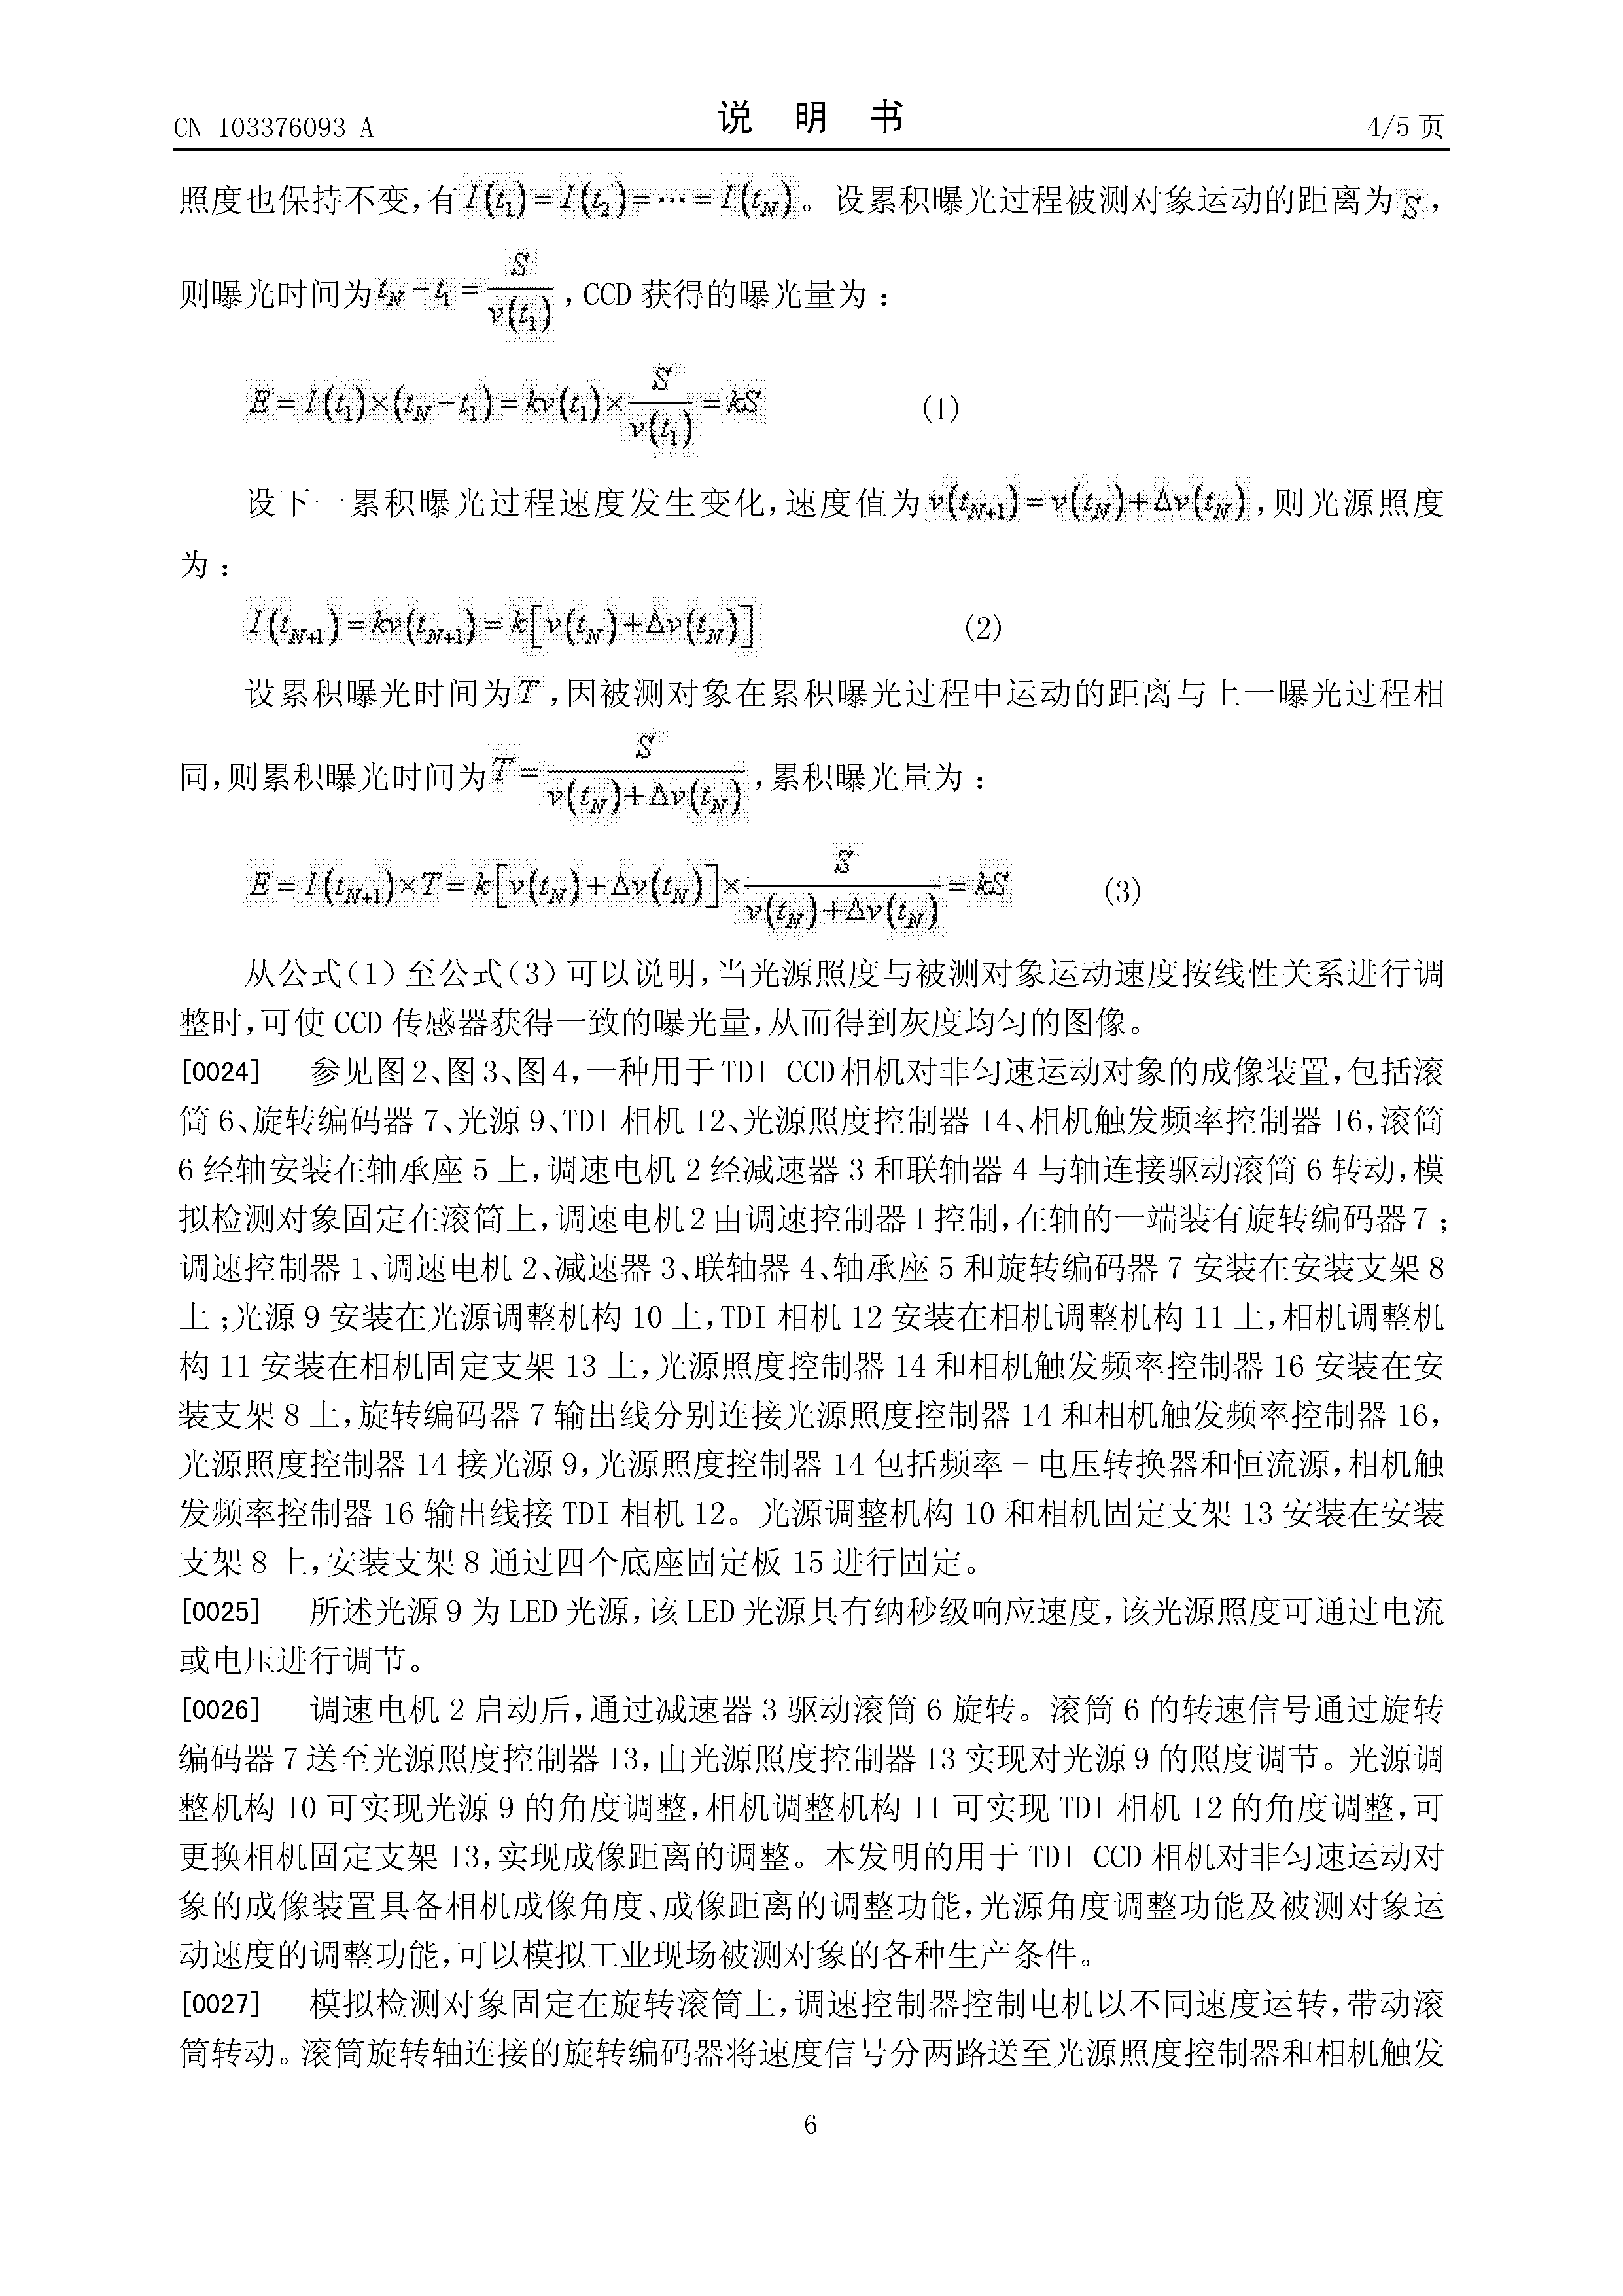 CN 103376093 A
说 明 书
4/5 页
照度也保持不变,有I(t₁)=I(t₂)=⋯=I(t_N)。设累积曝光过程被测对象运动的距离为S,
则曝光时间为t_N−t₁=S/v(t₁),CCD 获得的曝光量为:
E=I(t₁)×(t_N−t₁)=kv(t₁)×S/v(t₁)=kS (1)
设下一累积曝光过程速度发生变化,速度值为v(t_{N+1})=v(t_N)+Δv(t_N),则光源照度
为:
I(t_{N+1})=kv(t_{N+1})=k[v(t_N)+Δv(t_N)] (2)
设累积曝光时间为T,因被测对象在累积曝光过程中运动的距离与上一曝光过程相
同,则累积曝光时间为T=S/(v(t_N)+Δv(t_N)),累积曝光量为:
E=I(t_{N+1})×T=k[v(t_N)+Δv(t_N)]×S/(v(t_N)+Δv(t_N))=kS (3)
从公式(1)至公式(3)可以说明,当光源照度与被测对象运动速度按线性关系进行调
整时,可使 CCD 传感器获得一致的曝光量,从而得到灰度均匀的图像。
[0024] 参见图2、图3、图4,一种用于TDI CCD相机对非匀速运动对象的成像装置,包括滚
筒 6、旋转编码器 7、光源 9、TDI 相机 12、光源照度控制器 14、相机触发频率控制器 16,滚筒
6 经轴安装在轴承座 5 上,调速电机 2 经减速器 3 和联轴器 4 与轴连接驱动滚筒 6 转动,模
拟检测对象固定在滚筒上,调速电机2由调速控制器1控制,在轴的一端装有旋转编码器7;
调速控制器 1、调速电机 2、减速器 3、联轴器 4、轴承座 5 和旋转编码器 7 安装在安装支架 8
上;光源 9 安装在光源调整机构 10 上,TDI 相机 12 安装在相机调整机构 11 上,相机调整机
构 11 安装在相机固定支架 13 上,光源照度控制器 14 和相机触发频率控制器 16 安装在安
装支架 8 上,旋转编码器 7 输出线分别连接光源照度控制器 14 和相机触发频率控制器 16,
光源照度控制器 14 接光源 9,光源照度控制器 14 包括频率-电压转换器和恒流源,相机触
发频率控制器 16 输出线接 TDI 相机 12。光源调整机构 10 和相机固定支架 13 安装在安装
支架 8 上,安装支架 8 通过四个底座固定板 15 进行固定。
[0025] 所述光源 9 为 LED 光源,该 LED 光源具有纳秒级响应速度,该光源照度可通过电流
或电压进行调节。
[0026] 调速电机 2 启动后,通过减速器 3 驱动滚筒 6 旋转。滚筒 6 的转速信号通过旋转
编码器 7 送至光源照度控制器 13,由光源照度控制器 13 实现对光源 9 的照度调节。光源调
整机构 10 可实现光源 9 的角度调整,相机调整机构 11 可实现 TDI 相机 12 的角度调整,可
更换相机固定支架 13,实现成像距离的调整。本发明的用于 TDI CCD 相机对非匀速运动对
象的成像装置具备相机成像角度、成像距离的调整功能,光源角度调整功能及被测对象运
动速度的调整功能,可以模拟工业现场被测对象的各种生产条件。
[0027] 模拟检测对象固定在旋转滚筒上,调速控制器控制电机以不同速度运转,带动滚
筒转动。滚筒旋转轴连接的旋转编码器将速度信号分两路送至光源照度控制器和相机触发
6